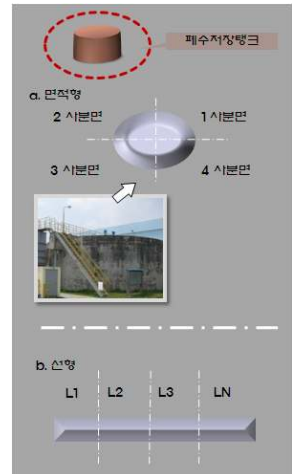 폐수저장탱크
a. 면적형
2 사분면 1 사분면
3 사분면 4 사분면
b. 선형
L1 L2 L3 LN